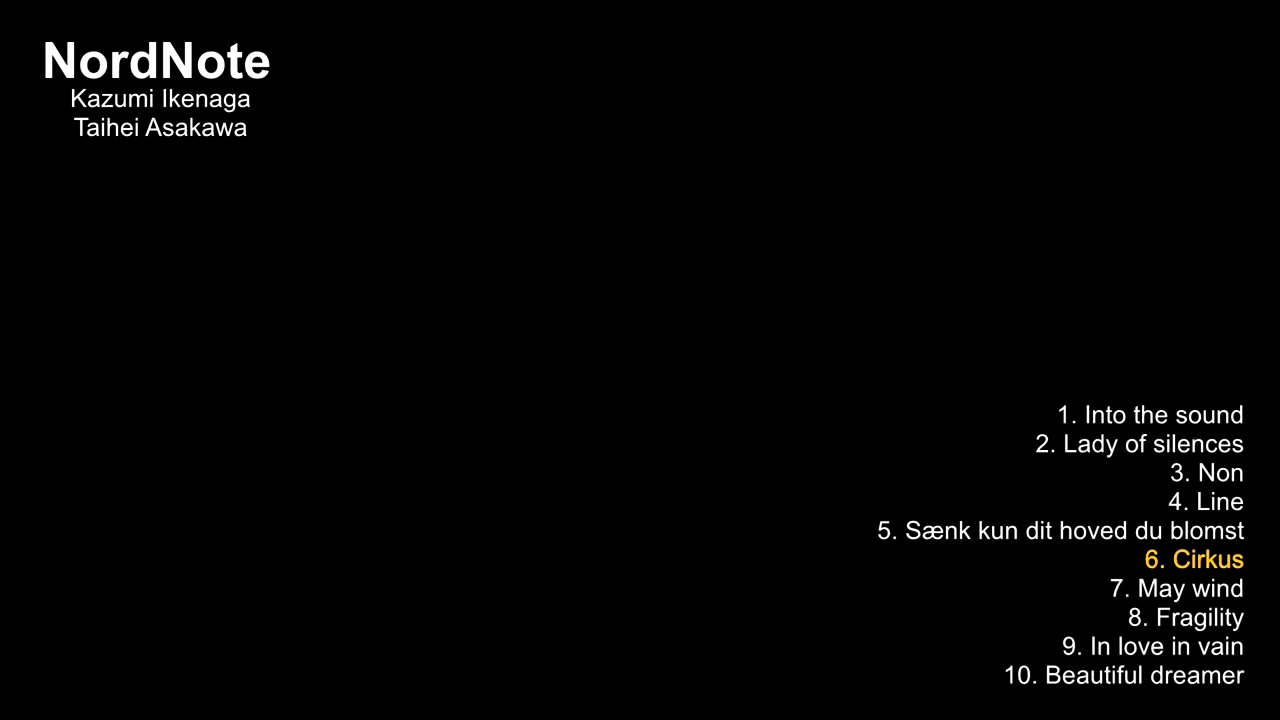 NordNote
Kazumi Ikenaga
Taihei Asakawa
1. Into the sound
2. Lady of silences
3. Non
4. Line
5. Sænk kun dit hoved du blomst
6. Cirkus
7. May wind
8. Fragility
9. In love in vain
10. Beautiful dreamer